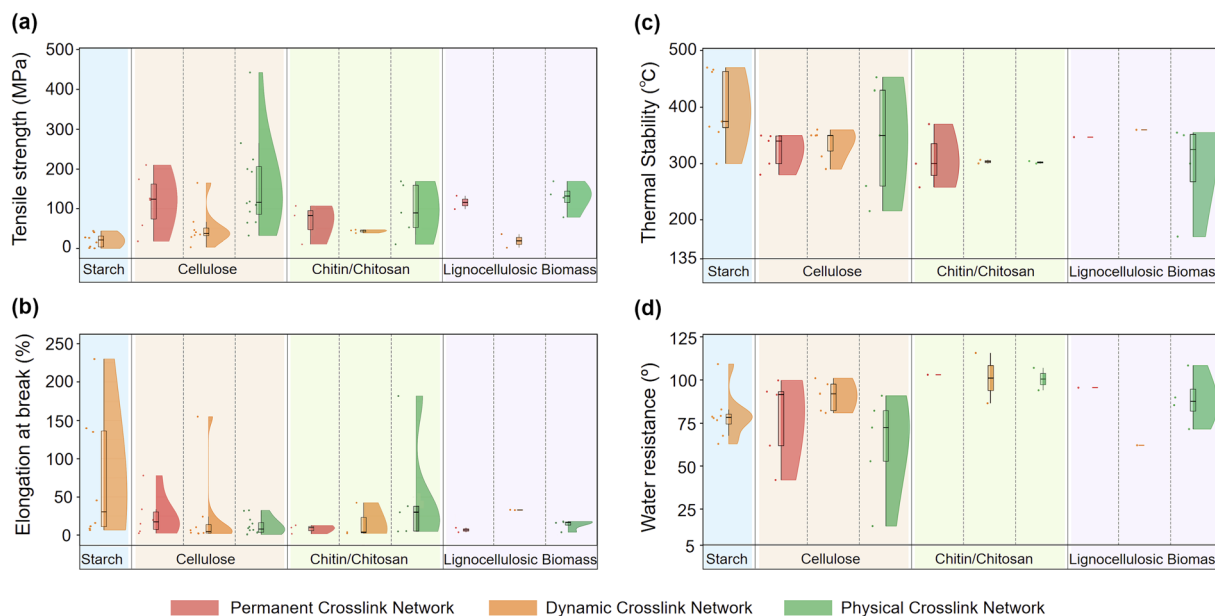 (a)
Tensile strength (MPa)
500
400
300
200
100
0
Starch
Cellulose
Chitin/Chitosan
Lignocellulosic Biomass
(b)
Elongation at break (%)
250
200
150
100
50
0
Starch
Cellulose
Chitin/Chitosan
Lignocellulosic Biomass
(c)
Thermal Stability (℃)
500
400
300
200
135
Starch
Cellulose
Chitin/Chitosan
Lignocellulosic Biomass
(d)
Water resistance (º)
125
100
75
50
25
5
Starch
Cellulose
Chitin/Chitosan
Lignocellulosic Biomass
Permanent Crosslink Network
Dynamic Crosslink Network
Physical Crosslink Network